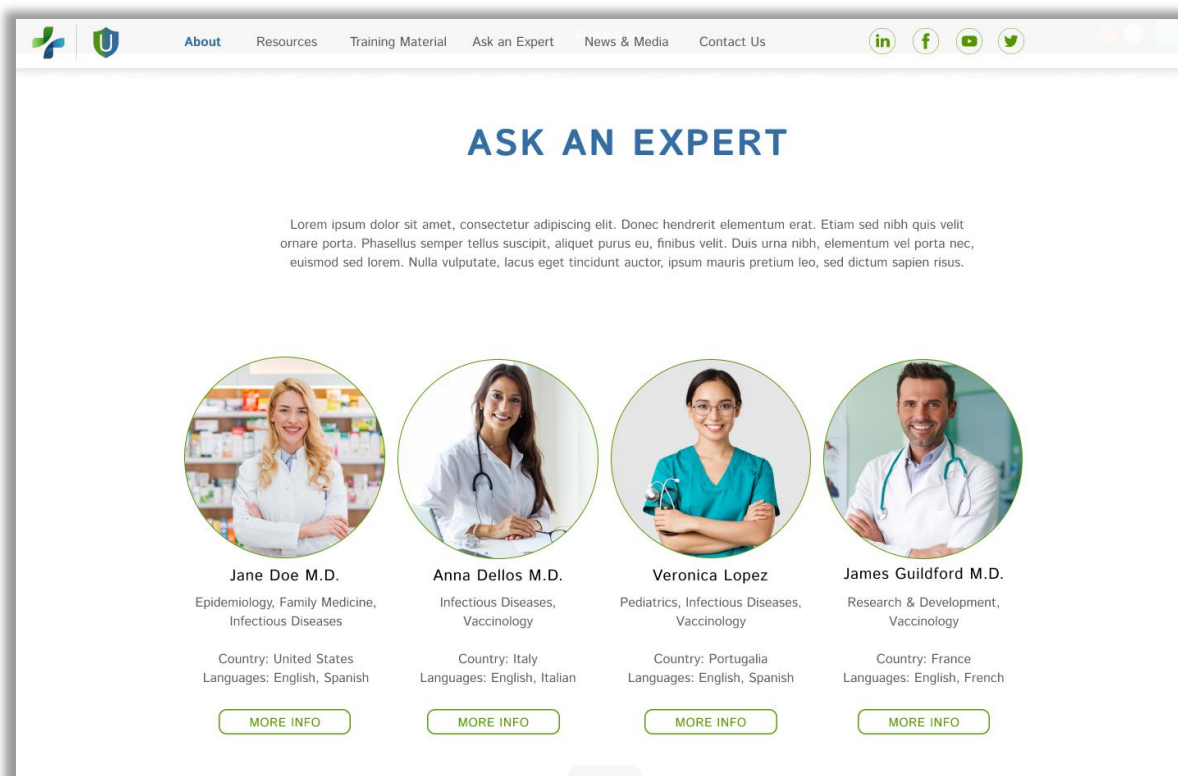 About Resources Training Material Ask an Expert News & Media Contact Us
ASK AN EXPERT
Lorem ipsum dolor sit amet, consectetur adipiscing elit. Donec hendrerit elementum erat. Etiam sed nibh quis velit
ornare porta. Phasellus semper tellus suscipit, aliquet purus eu, finibus velit. Duis urna nibh, elementum vel porta nec,
euismod sed lorem. Nulla vulputate, lacus eget tincidunt auctor, ipsum mauris pretium leo, sed dictum sapien risus.
Jane Doe M.D.
Epidemiology, Family Medicine,
Infectious Diseases
Country: United States
Languages: English, Spanish
MORE INFO
Anna Dellos M.D.
Infectious Diseases,
Vaccinology
Country: Italy
Languages: English, Italian
MORE INFO
Veronica Lopez
Pediatrics, Infectious Diseases,
Vaccinology
Country: Portugalia
Languages: English, Spanish
MORE INFO
James Guildford M.D.
Research & Development,
Vaccinology
Country: France
Languages: English, French
MORE INFO